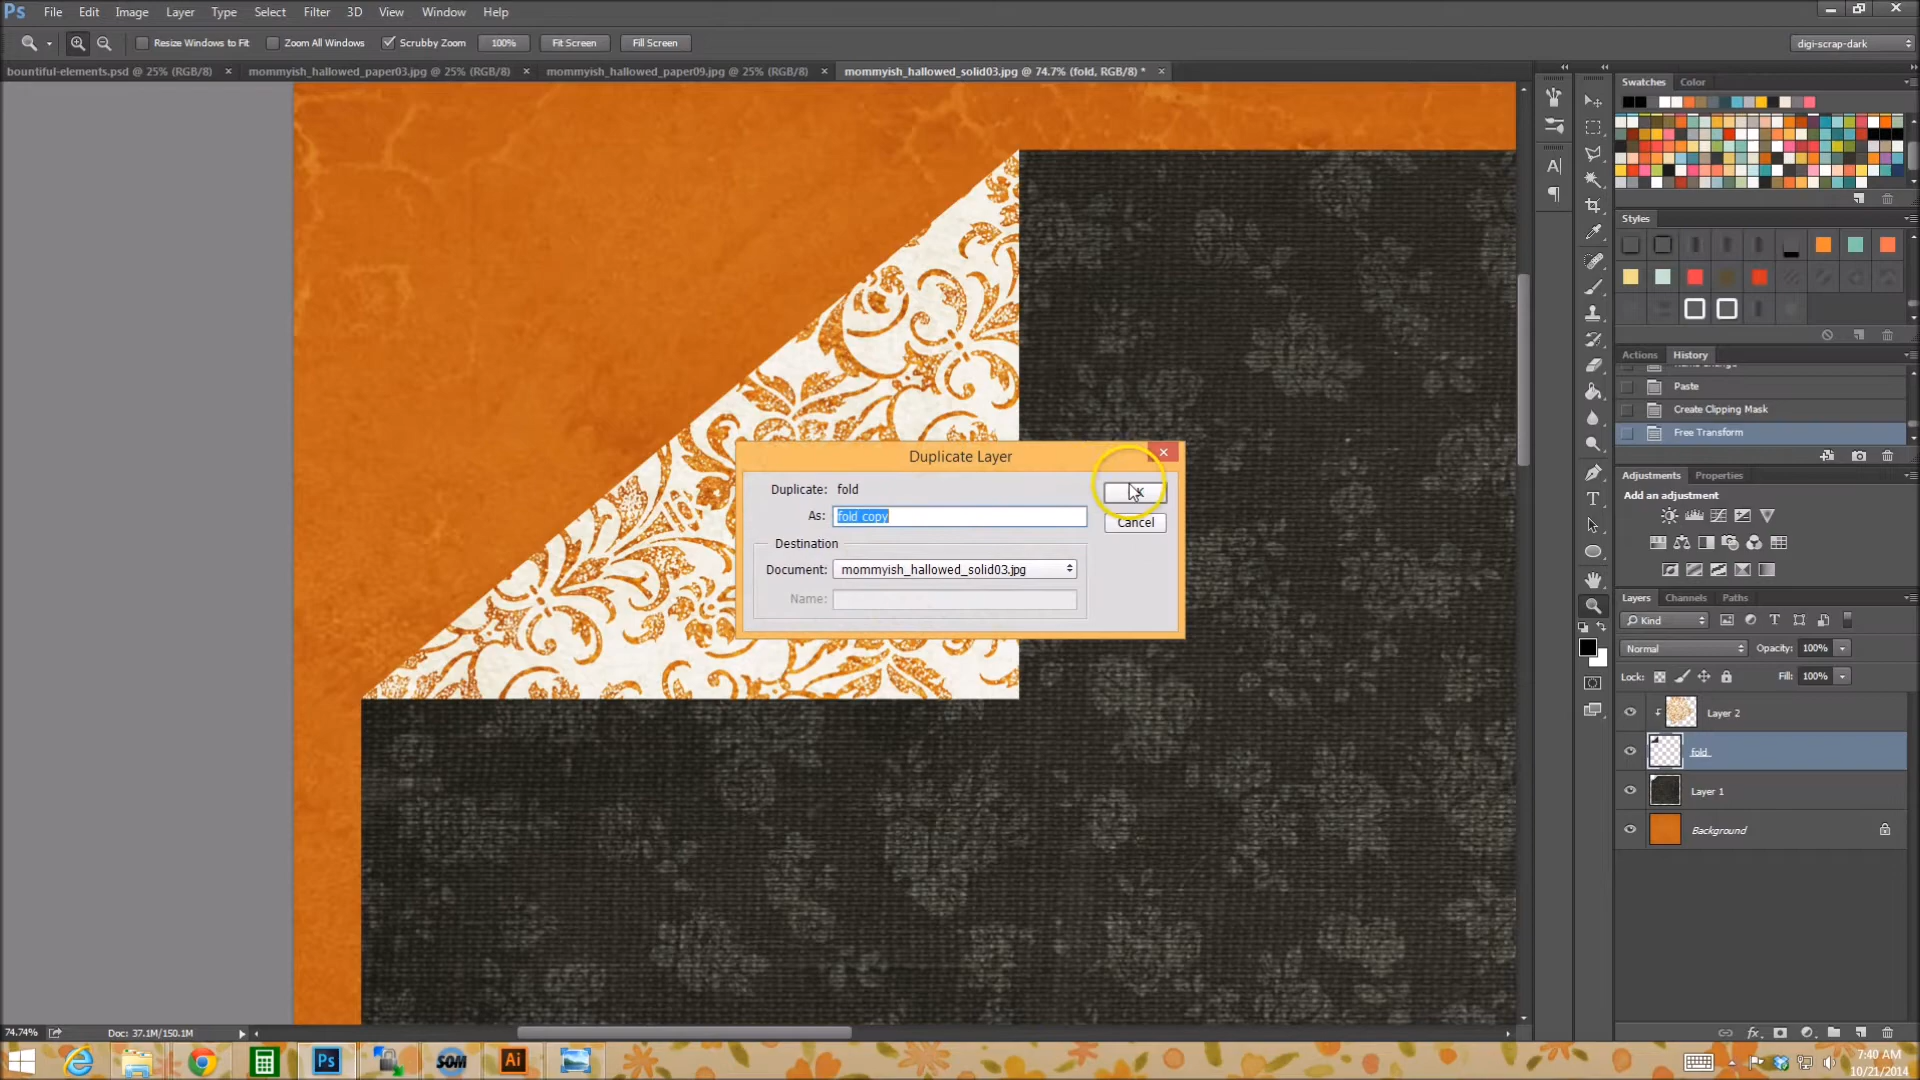 Ps File Edit Image Layer Type Select Filter 3D View Window Help
Resize Windows to Fit Zoom All Windows Scrubby Zoom 100% Fit Screen Fill Screen digi-scrap-dark
bountiful-elements.psd @ 25% (RGB/8) × mommyish_hallowed_paper03.jpg @ 25% (RGB/8) × mommyish_hallowed_paper09.jpg @ 25% (RGB/8) × mommyish_hallowed_solid03.jpg @ 74.7% (fold, RGB/8) * ×
Swatches Color
Styles
Actions History
Paste
Create Clipping Mask
Free Transform
Duplicate Layer
Duplicate: fold
As: fold copy
Cancel
Destination
Document: mommyish_hallowed_solid03.jpg
Name:
Adjustments Properties
Add an adjustment
Layers Channels Paths
Kind
Normal Opacity: 100%
Lock: Fill: 100%
Layer 2
fold
Layer 1
Background
74.74% Doc: 37.1M/150.1M
Ps SOM Ai
7:40 AM
10/21/2014